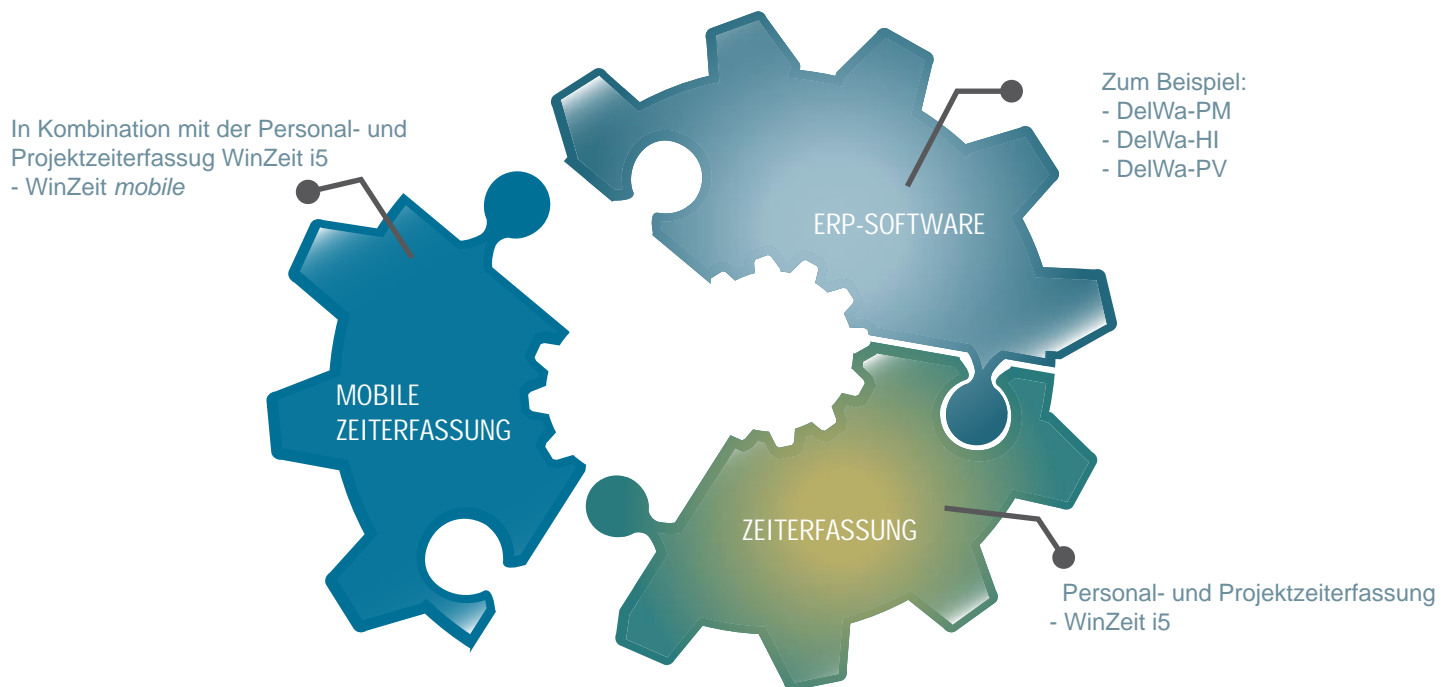 In Kombination mit der Personal- und
Projektzeiterfassug WinZeit i5
- WinZeit mobile
Zum Beispiel:
- DelWa-PM
- DelWa-HI
- DelWa-PV
ERP-SOFTWARE
MOBILE
ZEITERFASSUNG
ZEITERFASSUNG
Personal- und Projektzeiterfassung
- WinZeit i5